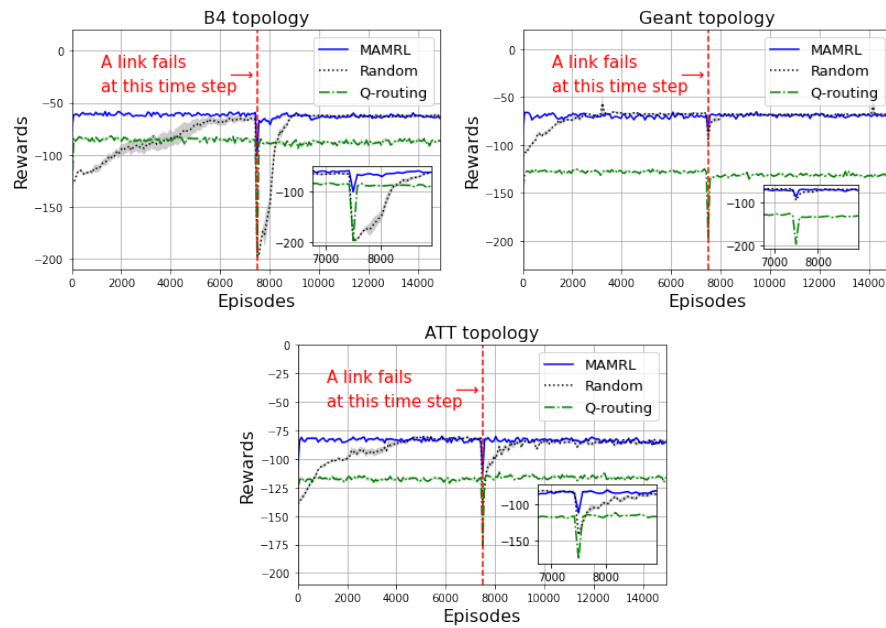 B4 topology
0
−50
−100
−150
−200
Rewards
A link fails
at this time step
→
MAMRL
Random
Q-routing
−100
−200
7000 8000
0 2000 4000 6000 8000 10000 12000 14000
Episodes
Geant topology
0
−50
−100
−150
−200
Rewards
A link fails
at this time step
→
MAMRL
Random
Q-routing
−100
−200
7000 8000
0 2000 4000 6000 8000 10000 12000 14000
Episodes
ATT topology
0
−25
−50
−75
−100
−125
−150
−175
−200
Rewards
A link fails
at this time step
→
MAMRL
Random
Q-routing
−100
−150
7000 8000
0 2000 4000 6000 8000 10000 12000 14000
Episodes